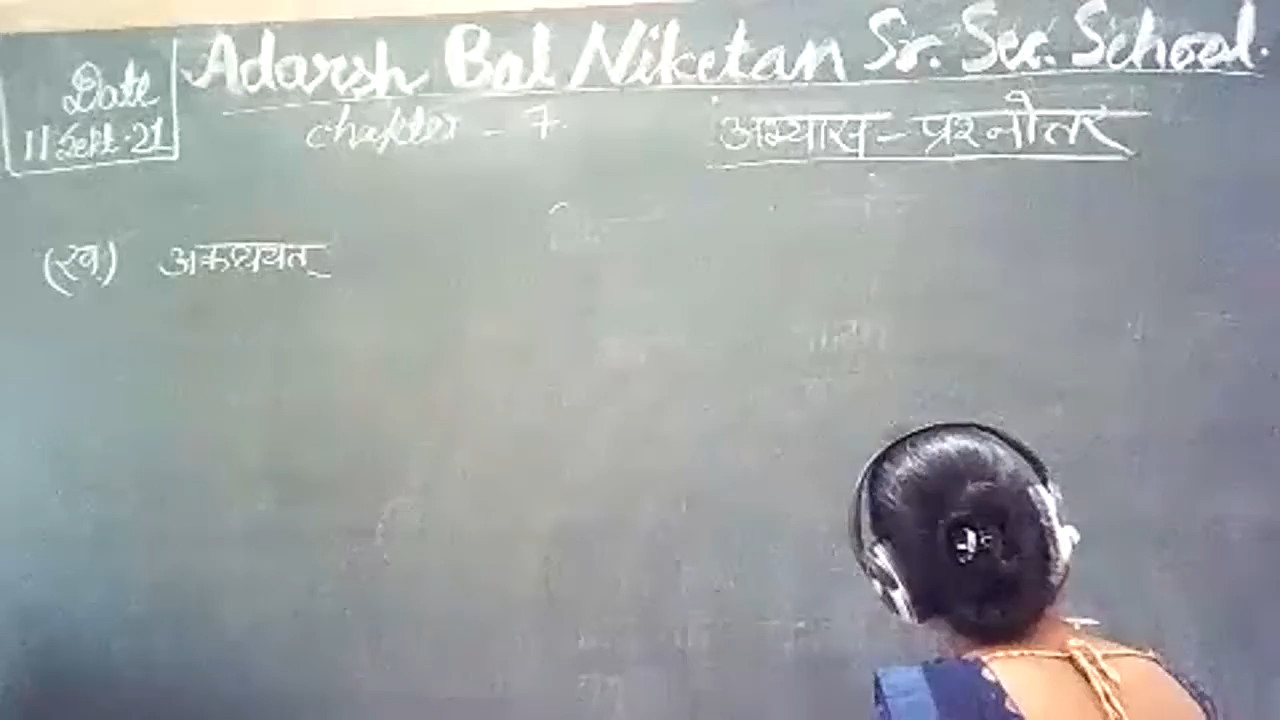 Adarsh Bal Niketan Sr. Sec. School.
Date
11 Sept. 21
Chapter - 7.
अभ्यास - प्रश्नोतर
(ख) अकथयत्